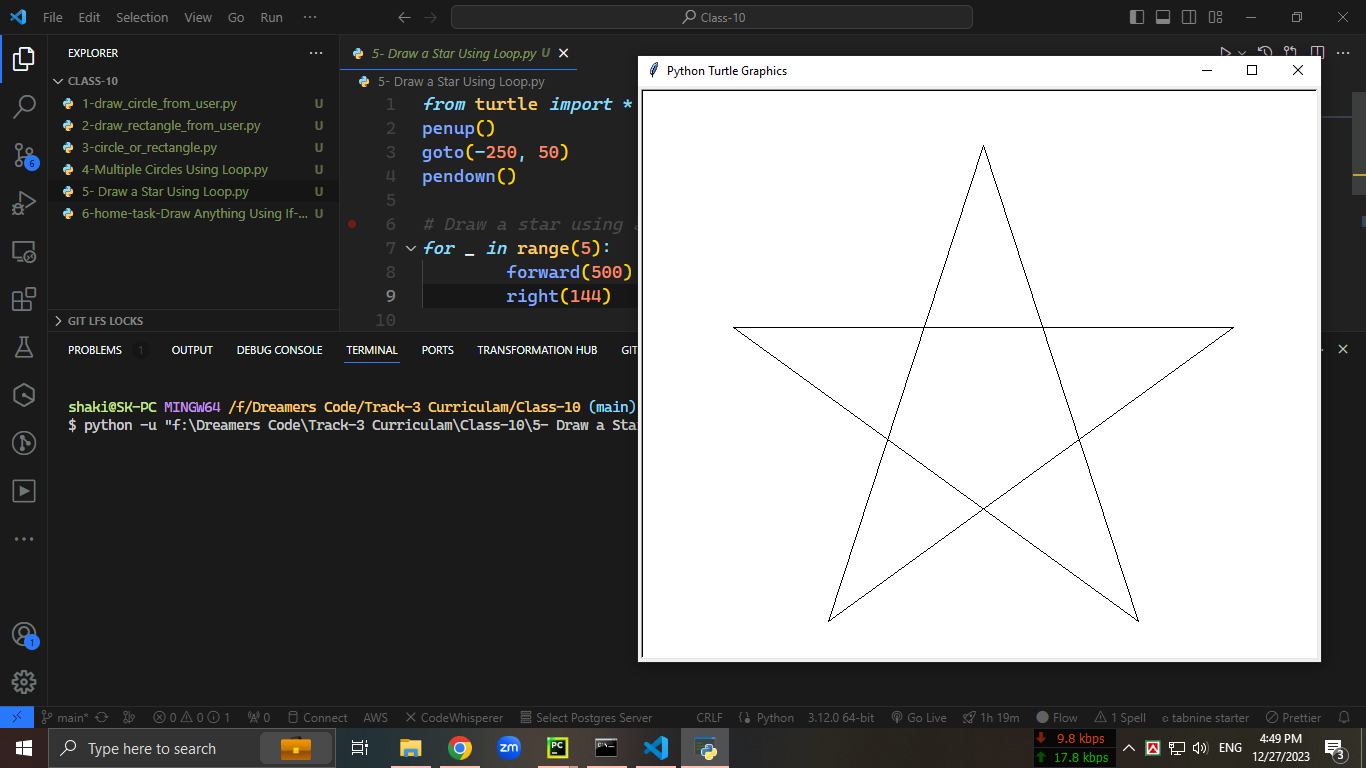 File Edit Selection View Go Run ··· Class-10
EXPLORER ···
CLASS-10
1-draw_circle_from_user.py U
2-draw_rectangle_from_user.py U
3-circle_or_rectangle.py U
4-Multiple Circles Using Loop.py U
5- Draw a Star Using Loop.py U
6-home-task-Draw Anything Using If-... U
GIT LFS LOCKS
5- Draw a Star Using Loop.py U
5- Draw a Star Using Loop.py
1 from turtle import *
2 penup()
3 goto(-250, 50)
4 pendown()
5
6 # Draw a star using
7 for _ in range(5):
8 forward(500)
9 right(144)
10
Python Turtle Graphics
PROBLEMS 1 OUTPUT DEBUG CONSOLE TERMINAL PORTS TRANSFORMATION HUB GIT
shaki@SK-PC MINGW64 /f/Dreamers Code/Track-3 Curriculam/Class-10 (main)
$ python -u "f:\Dreamers Code\Track-3 Curriculam\Class-10\5- Draw a Sta
6
1
main* 0 0 1 0 Connect AWS CodeWhisperer Select Postgres Server CRLF Python 3.12.0 64-bit Go Live 1h 19m Flow 1 Spell tabnine starter Prettier
Type here to search zm PC 9.8 kbps ENG 4:49 PM
17.8 kbps 12/27/2023 3